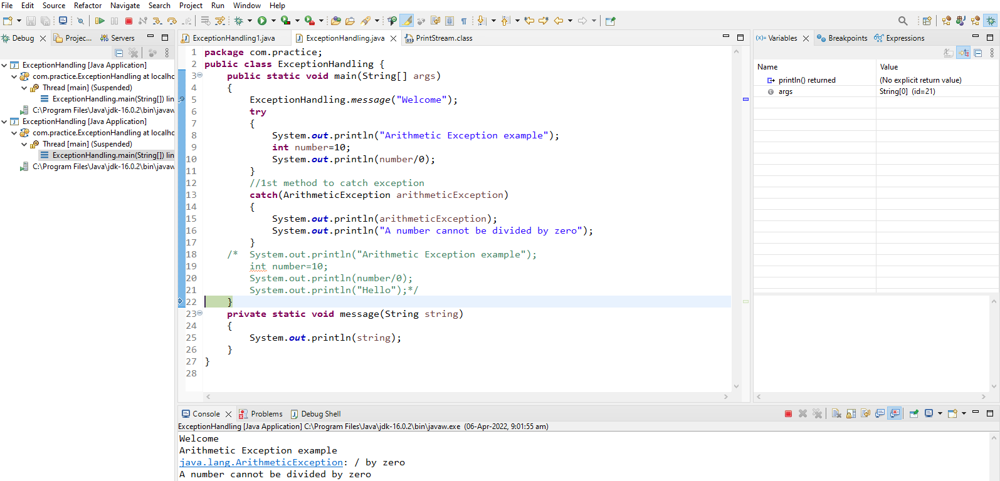 File Edit Source Refactor Navigate Search Project Run Window Help
Debug Projec... Servers
ExceptionHandling [Java Application]
com.practice.ExceptionHandling at localhc
Thread [main] (Suspended)
ExceptionHandling.main(String[]) lin
C:\Program Files\Java\jdk-16.0.2\bin\javaw
ExceptionHandling [Java Application]
com.practice.ExceptionHandling at localhc
Thread [main] (Suspended)
ExceptionHandling.main(String[]) lin
C:\Program Files\Java\jdk-16.0.2\bin\javaw
ExceptionHandling1.java ExceptionHandling.java PrintStream.class
1 package com.practice;
2 public class ExceptionHandling {
3 public static void main(String[] args)
4 {
5 ExceptionHandling.message("Welcome");
6 try
7 {
8 System.out.println("Arithmetic Exception example");
9 int number=10;
10 System.out.println(number/0);
11 }
12 //1st method to catch exception
13 catch(ArithmeticException arithmeticException)
14 {
15 System.out.println(arithmeticException);
16 System.out.println("A number cannot be divided by zero");
17 }
18 /* System.out.println("Arithmetic Exception example");
19 int number=10;
20 System.out.println(number/0);
21 System.out.println("Hello");*/
22 }
23 private static void message(String string)
24 {
25 System.out.println(string);
26 }
27 }
28
(x)= Variables Breakpoints Expressions
Name Value
println() returned (No explicit return value)
args String[0] (id=21)
Console Problems Debug Shell
ExceptionHandling [Java Application] C:\Program Files\Java\jdk-16.0.2\bin\javaw.exe (06-Apr-2022, 9:01:55 am)
Welcome
Arithmetic Exception example
java.lang.ArithmeticException: / by zero
A number cannot be divided by zero